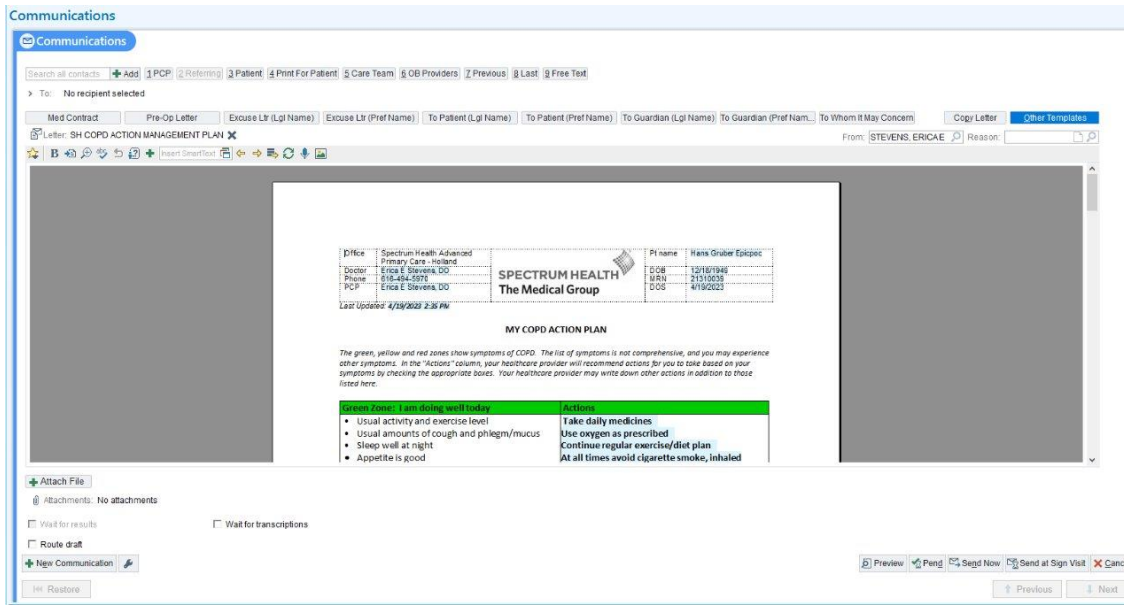 Communications
Communications
Search all contacts Add 1 PCP 2 Referring 3 Patient 4 Print For Patient 5 Care Team 6 OB Providers 7 Previous 8 Last 9 Free Text
To: No recipient selected
Med Contract Pre-Op Letter Excuse Ltr (Lgl Name) Excuse Ltr (Pref Name) To Patient (Lgl Name) To Patient (Pref Name) To Guardian (Lgl Name) To Guardian (Pref Nam... To Whom It May Concern Copy Letter Other Templates
Letter: SH COPD ACTION MANAGEMENT PLAN From: STEVENS, ERICA E Reason:
B Insert SmartText
Office Spectrum Health Advanced Primary Care - Holland
Doctor Erica E Stevens, DO
Phone 616-494-5970
PCP Erica E Stevens, DO
SPECTRUM HEALTH
The Medical Group
Pt name Hans Gruber Epicpoc
DOB 12/18/1949
MRN 21310039
DOS 4/19/2023
Last Updated: 4/19/2023 2:35 PM
MY COPD ACTION PLAN
The green, yellow and red zones show symptoms of COPD. The list of symptoms is not comprehensive, and you may experience
other symptoms. In the "Actions" column, your healthcare provider will recommend actions for you to take based on your
symptoms by checking the appropriate boxes. Your healthcare provider may write down other actions in addition to those
listed here.
Green Zone: I am doing well today Actions
• Usual activity and exercise level Take daily medicines
• Usual amounts of cough and phlegm/mucus Use oxygen as prescribed
• Sleep well at night Continue regular exercise/diet plan
• Appetite is good At all times avoid cigarette smoke, inhaled
Attach File
Attachments: No attachments
Wait for results Wait for transcriptions
Route draft
New Communication Preview Pend Send Now Send at Sign Visit Canc
Restore Previous Next